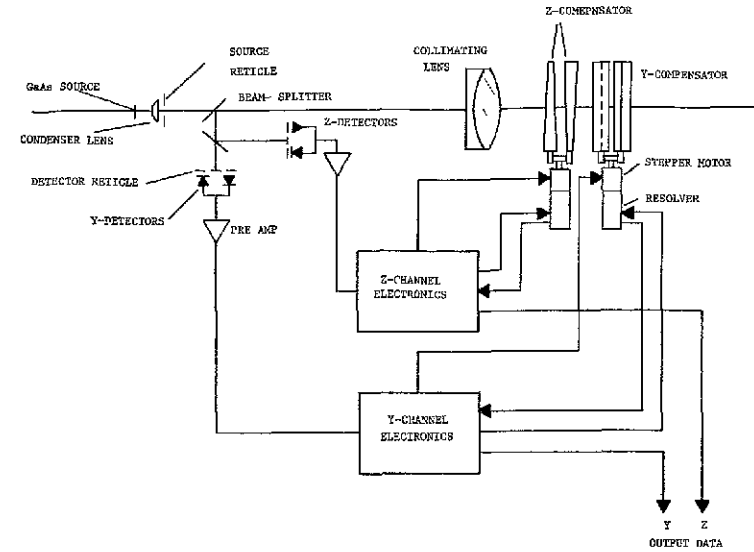 Z-COMEPNSATOR
SOURCE
RETICLE
COLLIMATING
LENS
Y-COMPENSATOR
GaAs SOURCE
BEAM- SPLITTER
Z-DETECTORS
CONDENSER LENS
STEPPER MOTOR
DETECTOR RETICLE
RESOLVER
Y-DETECTORS
PRE AMP
Z-CHANNEL
ELECTRONICS
Y-CHANNEL
ELECTRONICS
Y Z
OUTPUT DATA